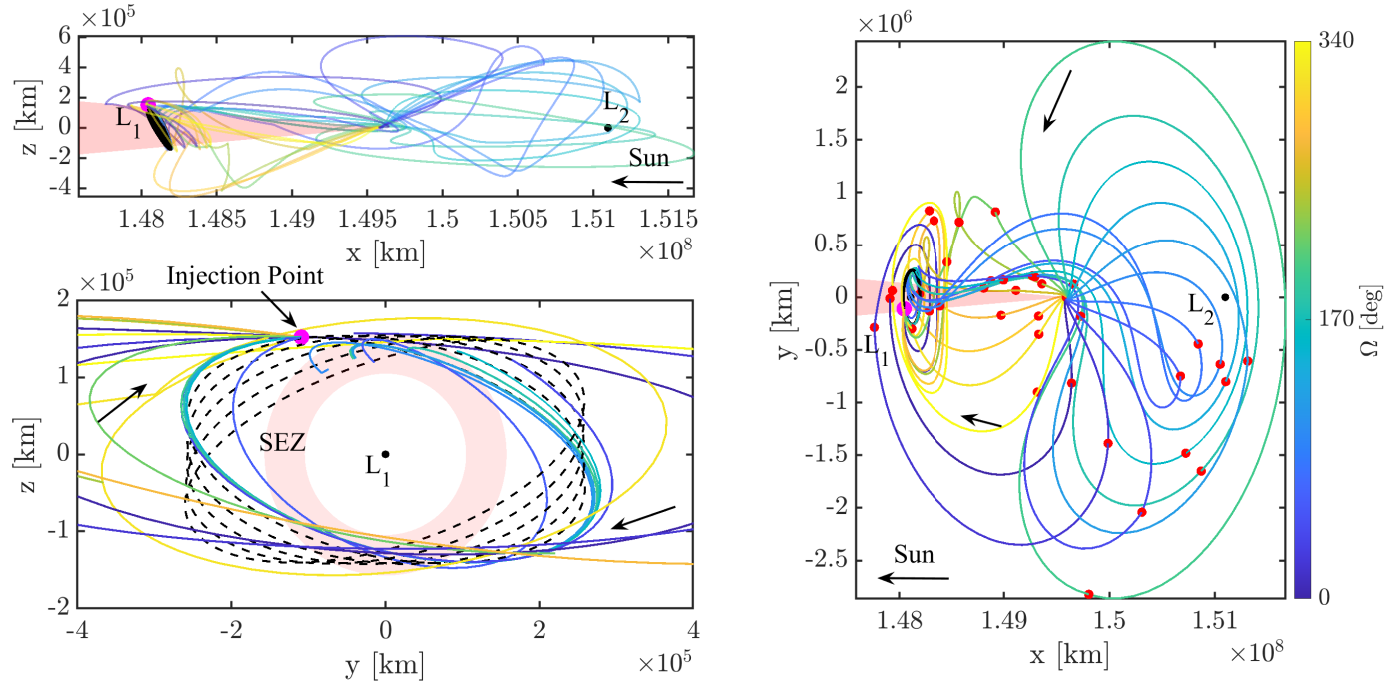 ×10⁵
6
4
2
0
-2
-4
z [km]
L₁
L₂
Sun
1.48
1.485
1.49
1.495
1.5
1.505
1.51
1.515
x [km]
×10⁸
×10⁵
Injection Point
2
1
0
-1
-2
z [km]
SEZ
L₁
-4
-2
0
2
4
y [km]
×10⁵
×10⁶
2
1.5
1
0.5
0
-0.5
-1
-1.5
-2
-2.5
y [km]
L₁
L₂
Sun
1.48
1.49
1.5
1.51
x [km]
×10⁸
340
170
0
Ω [deg]